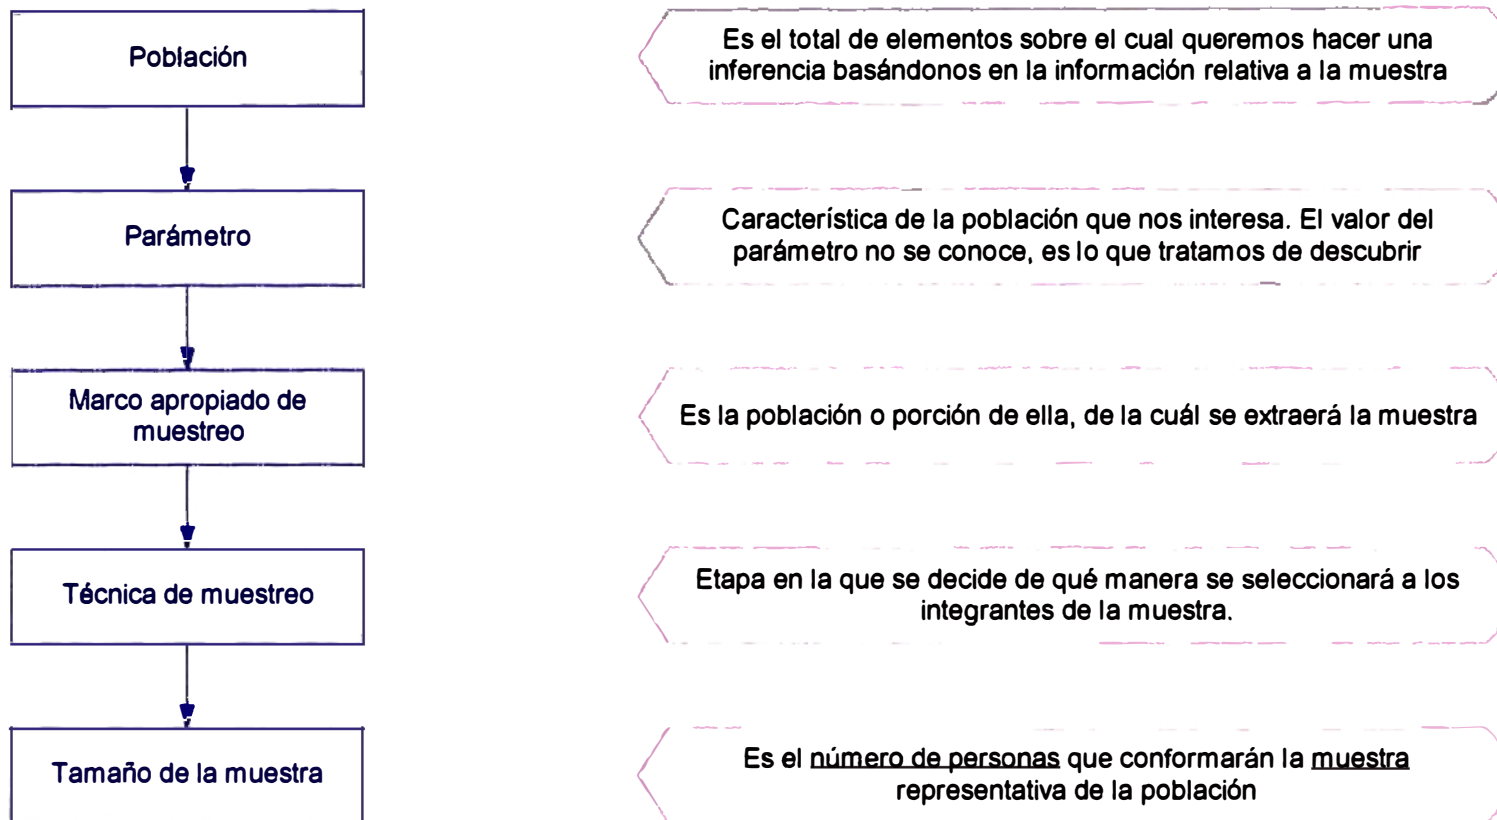 Población
Es el total de elementos sobre el cual queremos hacer una
inferencia basándonos en la información relativa a la muestra
Parámetro
Característica de la población que nos interesa. El valor del
parámetro no se conoce, es lo que tratamos de descubrir
Marco apropiado de
muestreo
Es la población o porción de ella, de la cuál se extraerá la muestra
Técnica de muestreo
Etapa en la que se decide de qué manera se seleccionará a los
integrantes de la muestra.
Tamaño de la muestra
Es el número de personas que conformarán la muestra
representativa de la población